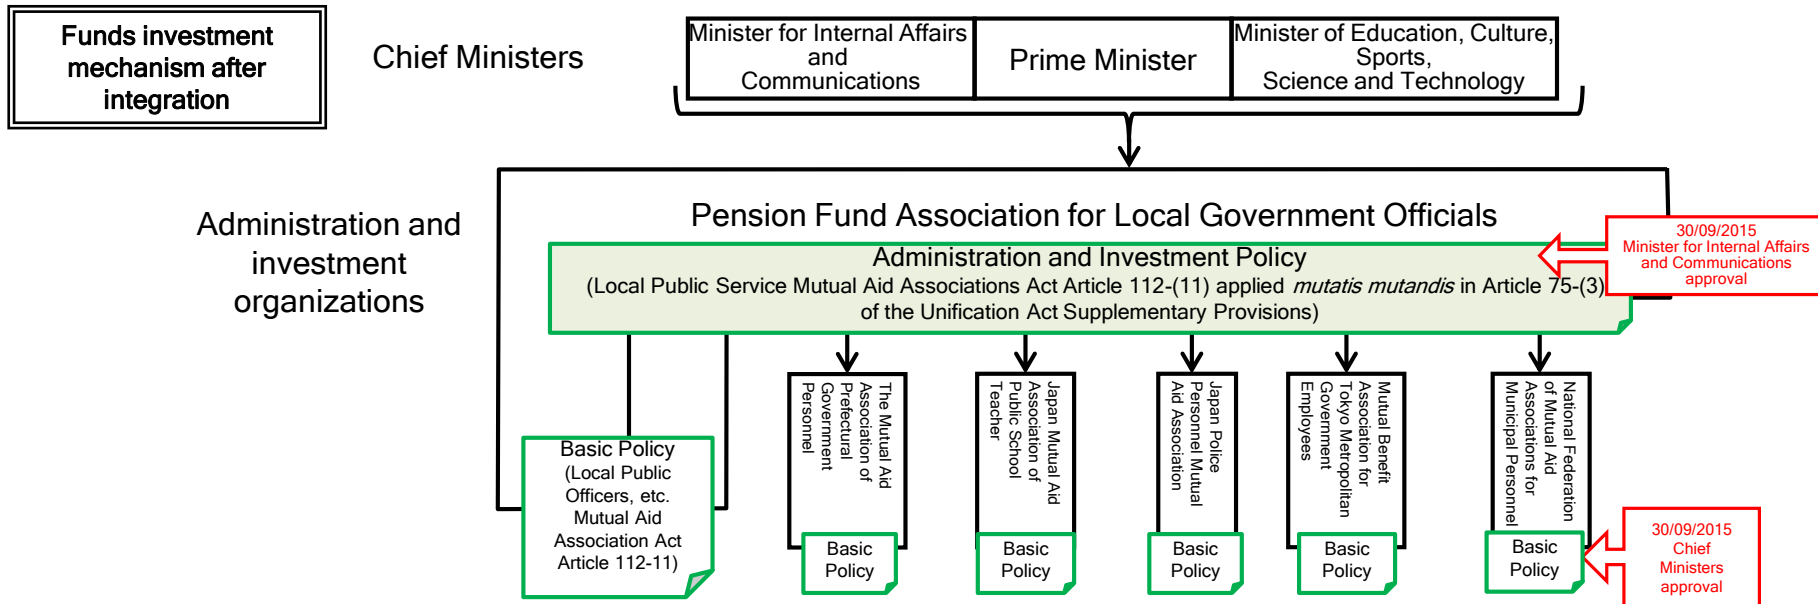 Funds investment
mechanism after
integration
Chief Ministers
Minister for Internal Affairs
and
Communications
Prime Minister
Minister of Education, Culture,
Sports,
Science and Technology
Administration and
investment
organizations
Pension Fund Association for Local Government Officials
Administration and Investment Policy
(Local Public Service Mutual Aid Associations Act Article 112-(11) applied mutatis mutandis in Article 75-(3)
of the Unification Act Supplementary Provisions)
30/09/2015
Minister for Internal Affairs
and Communications
approval
Basic Policy
(Local Public
Officers, etc.
Mutual Aid
Association Act
Article 112-11)
The Mutual Aid
Association of
Prefectural
Government
Personnel
Basic
Policy
Japan Mutual Aid
Association of
Public School
Teacher
Basic
Policy
Japan Police
Personnel Mutual
Aid Association
Basic
Policy
Mutual Benefit
Association for
Tokyo Metropolitan
Government
Employees
Basic
Policy
National Federation
of Mutual Aid
Associations for
Municipal Personnel
Basic
Policy
30/09/2015
Chief
Ministers
approval